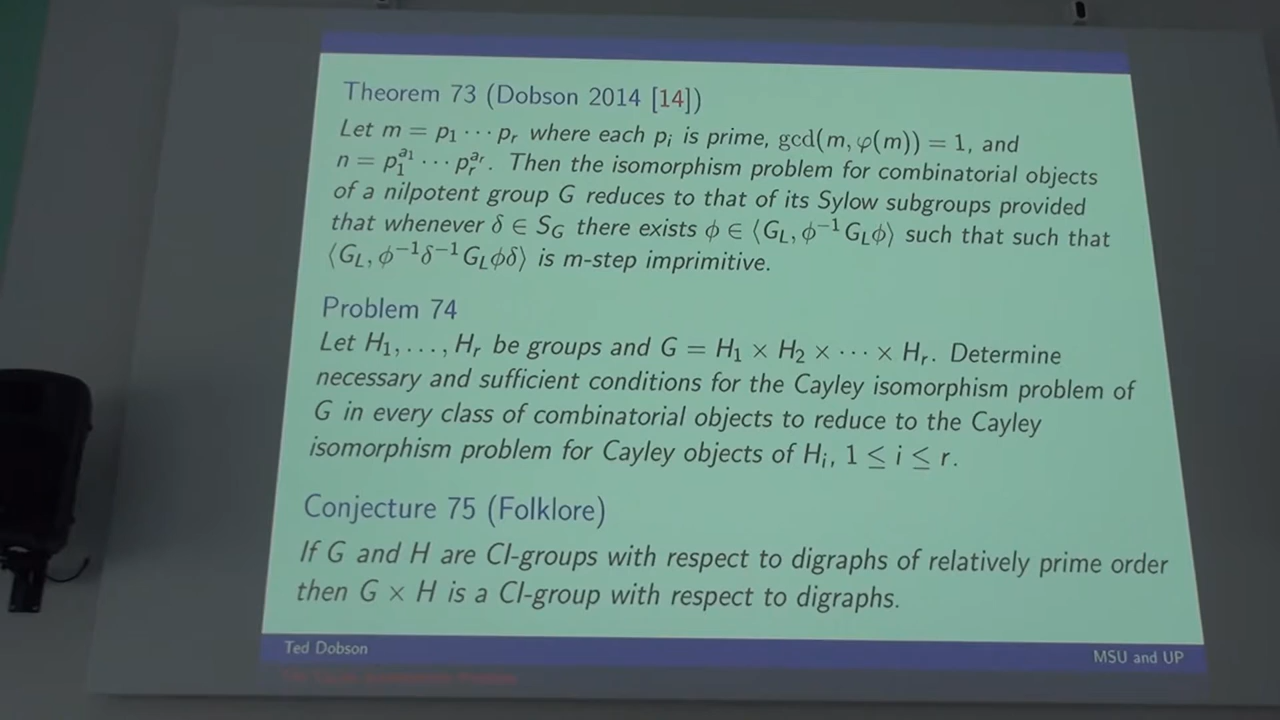 Theorem 73 (Dobson 2014 [14])
Let m = p₁ ⋯ pᵣ where each pᵢ is prime, gcd(m, φ(m)) = 1, and
n = p₁^{a₁} ⋯ pᵣ^{aᵣ}. Then the isomorphism problem for combinatorial objects
of a nilpotent group G reduces to that of its Sylow subgroups provided
that whenever δ ∈ S_G there exists ϕ ∈ ⟨G_L, ϕ⁻¹G_Lϕ⟩ such that such that
⟨G_L, ϕ⁻¹δ⁻¹G_Lϕδ⟩ is m-step imprimitive.
Problem 74
Let H₁, …, Hᵣ be groups and G = H₁ × H₂ × ⋯ × Hᵣ. Determine
necessary and sufficient conditions for the Cayley isomorphism problem of
G in every class of combinatorial objects to reduce to the Cayley
isomorphism problem for Cayley objects of Hᵢ, 1 ≤ i ≤ r.
Conjecture 75 (Folklore)
If G and H are CI-groups with respect to digraphs of relatively prime order
then G × H is a CI-group with respect to digraphs.
Ted Dobson
MSU and UP